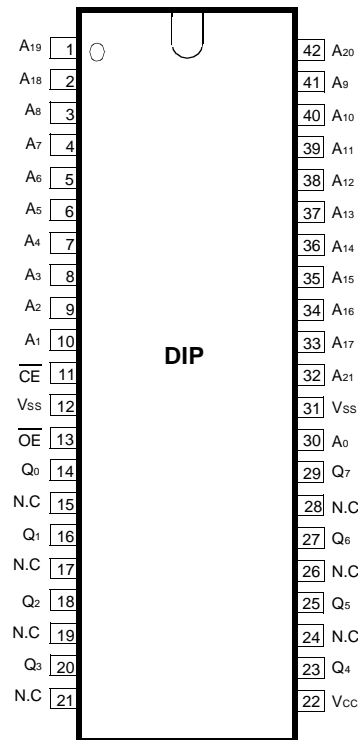 A19 1 42 A20
A18 2 41 A9
A8 3 40 A10
A7 4 39 A11
A6 5 38 A12
A5 6 37 A13
A4 7 36 A14
A3 8 35 A15
A2 9 34 A16
A1 10 33 A17
DIP
CE 11 32 A21
VSS 12 31 VSS
OE 13 30 A0
Q0 14 29 Q7
N.C 15 28 N.C
Q1 16 27 Q6
N.C 17 26 N.C
Q2 18 25 Q5
N.C 19 24 N.C
Q3 20 23 Q4
N.C 21 22 VCC